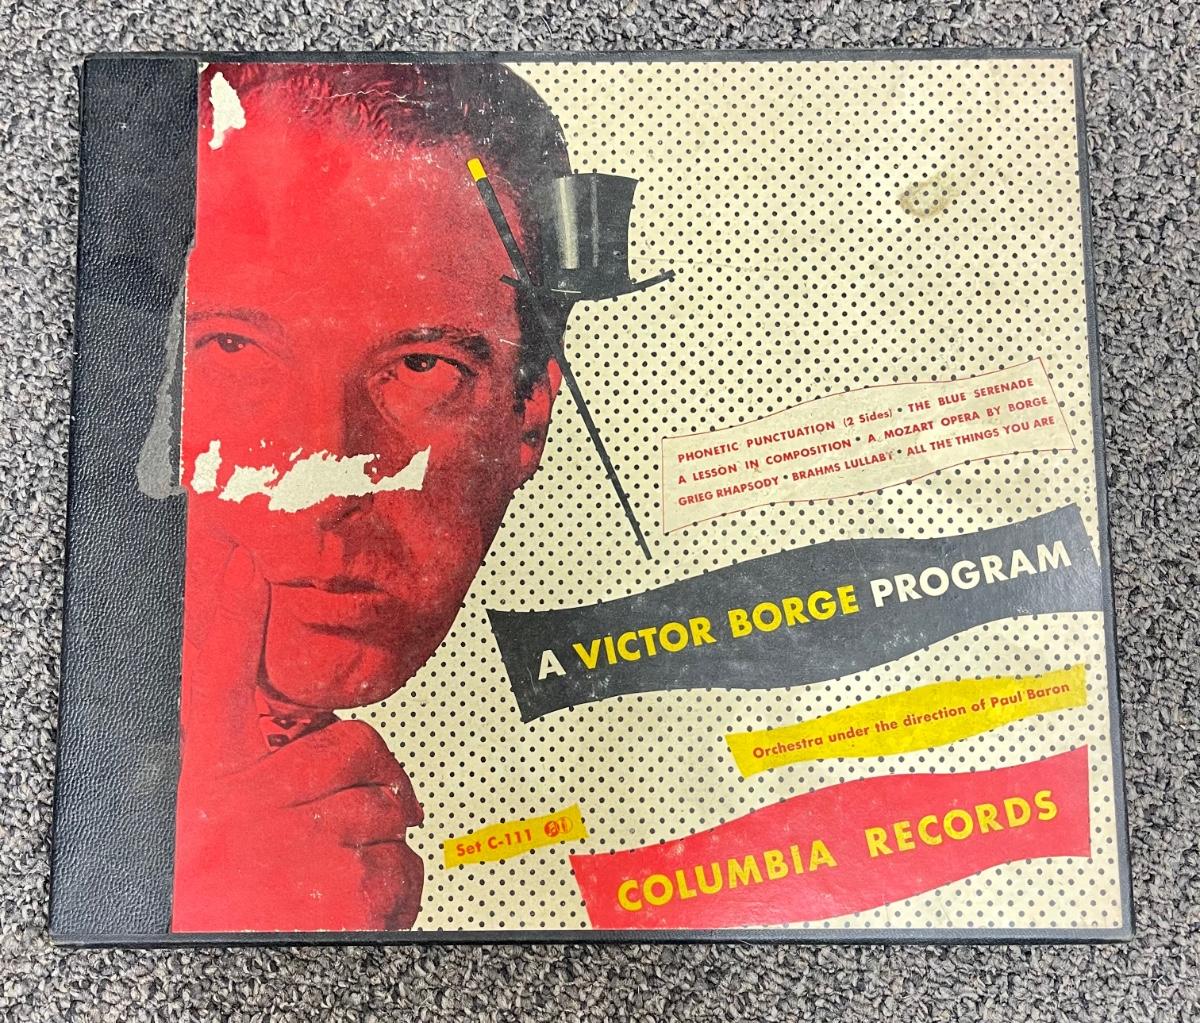 PHONETIC PUNCTUATION (2 Sides) • THE BLUE SERENADE
A LESSON IN COMPOSITION • A MOZART OPERA BY BORGE
GRIEG RHAPSODY • BRAHMS LULLABY • ALL THE THINGS YOU ARE
A VICTOR BORGE PROGRAM
Orchestra under the direction of Paul Baron
Set C-111
COLUMBIA RECORDS